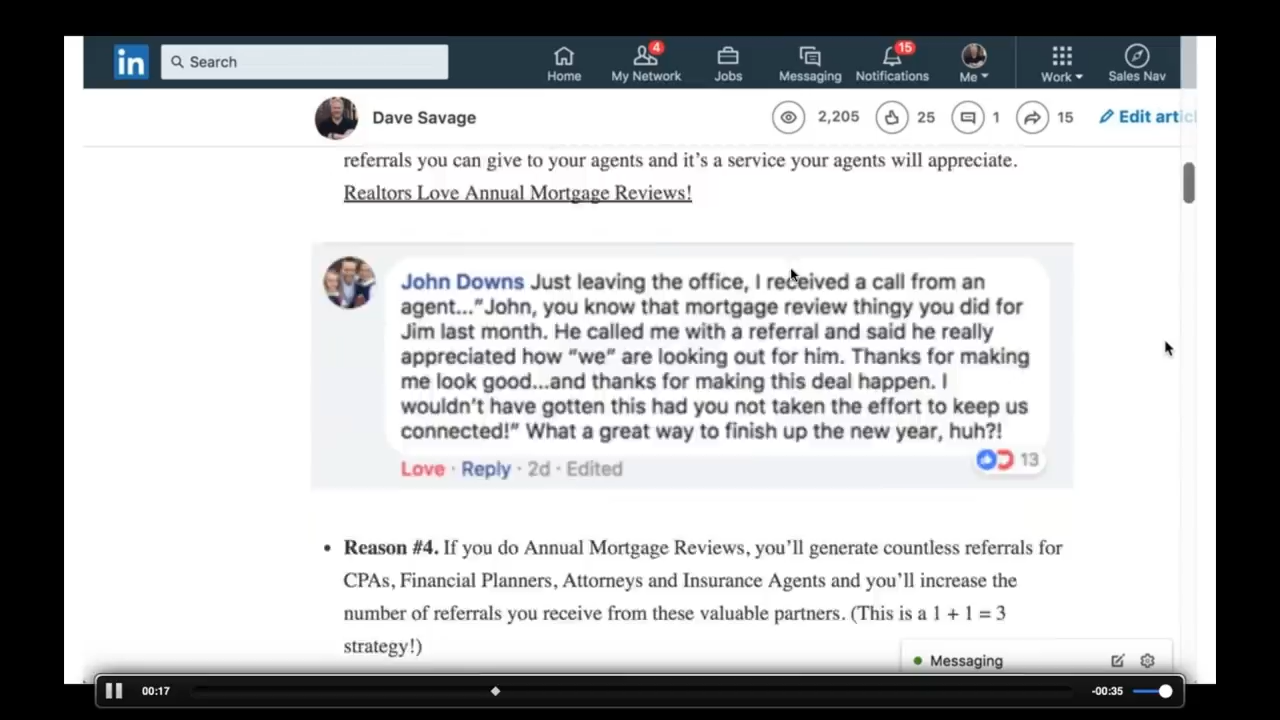 in
Search
4
15
Home
My Network
Jobs
Messaging
Notifications
Me
Work
Sales Nav
Dave Savage
2,205
25
1
15
Edit artic
referrals you can give to your agents and it's a service your agents will appreciate.
Realtors Love Annual Mortgage Reviews!
John Downs Just leaving the office, I received a call from an
agent..."John, you know that mortgage review thingy you did for
Jim last month. He called me with a referral and said he really
appreciated how "we" are looking out for him. Thanks for making
me look good...and thanks for making this deal happen. I
wouldn't have gotten this had you not taken the effort to keep us
connected!" What a great way to finish up the new year, huh?!
Love · Reply · 2d · Edited
13
• Reason #4. If you do Annual Mortgage Reviews, you'll generate countless referrals for
CPAs, Financial Planners, Attorneys and Insurance Agents and you'll increase the
number of referrals you receive from these valuable partners. (This is a 1 + 1 = 3
strategy!)
Messaging
00:17
-00:35